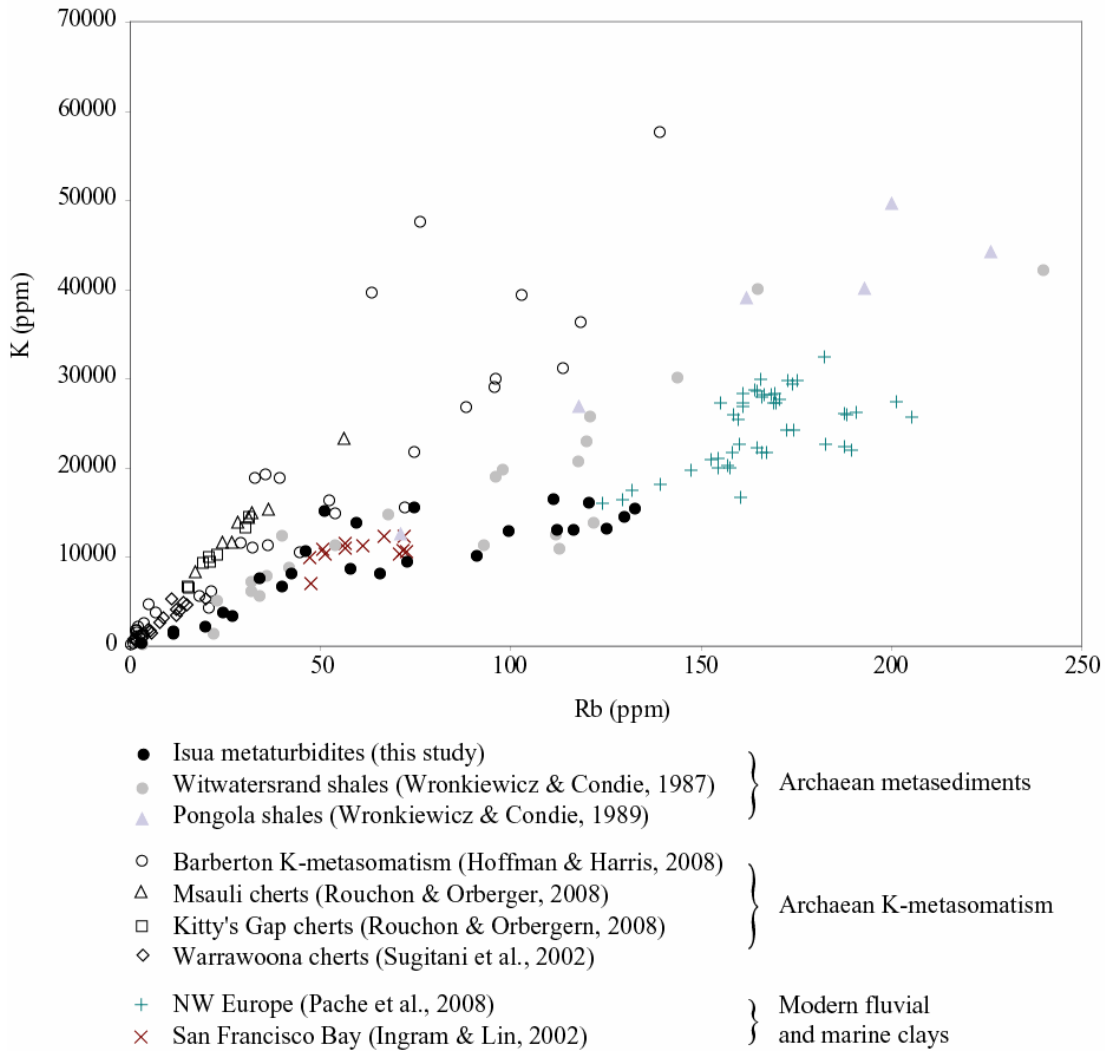 70000
60000
50000
40000
30000
20000
10000
0
K (ppm)
0 50 100 150 200 250
Rb (ppm)
Isua metaturbidites (this study)
Witwatersrand shales (Wronkiewicz & Condie, 1987)
Pongola shales (Wronkiewicz & Condie, 1989)
Archaean metasediments
Barberton K-metasomatism (Hoffman & Harris, 2008)
Msauli cherts (Rouchon & Orberger, 2008)
Kitty's Gap cherts (Rouchon & Orbergern, 2008)
Warrawoona cherts (Sugitani et al., 2002)
Archaean K-metasomatism
NW Europe (Pache et al., 2008)
San Francisco Bay (Ingram & Lin, 2002)
Modern fluvial
and marine clays